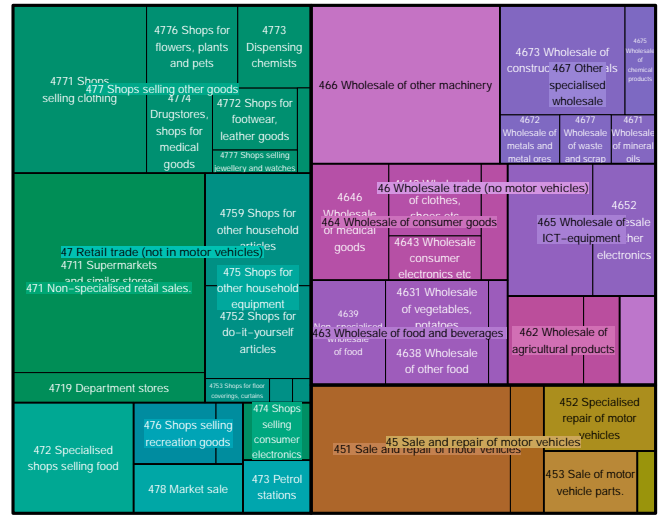 4771 Shops
selling clothing
4776 Shops for
flowers, plants
and pets
4773
Dispensing
chemists
477 Shops selling other goods
4774
Drugstores,
shops for
medical
goods
4772 Shops for
footwear,
leather goods
4777 Shops selling
jewellery and watches
47 Retail trade (not in motor vehicles)
4711 Supermarkets
and similar stores
471 Non-specialised retail sales.
4719 Department stores
4759 Shops for
other household
articles
475 Shops for
other household
equipment
4752 Shops for
do-it-yourself
articles
4753 Shops for floor
coverings, curtains
472 Specialised
shops selling food
476 Shops selling
recreation goods
474 Shops
selling
consumer
electronics
478 Market sale
473 Petrol
stations
466 Wholesale of other machinery
4673 Wholesale of
467 Other
specialised
wholesale
4675
Wholesale
of
chemical
products
4672
Wholesale of
metals and
metal ores
4677
Wholesale
of waste
and scrap
4671
Wholesale
of mineral
oils
46 Wholesale trade (no motor vehicles)
4646
Wholesale
of medical
goods
of clothes,
464 Wholesale of consumer goods
4643 Wholesale
consumer
electronics etc
4652
electronics
465 Wholesale of
ICT-equipment
4639
wholesale
of food
4631 Wholesale
of vegetables,
potatoes
463 Wholesale of food and beverages
4638 Wholesale
of other food
462 Wholesale of
agricultural products
45 Sale and repair of motor vehicles
451 Sale and repair of motor vehicles
452 Specialised
repair of motor
vehicles
453 Sale of motor
vehicle parts.